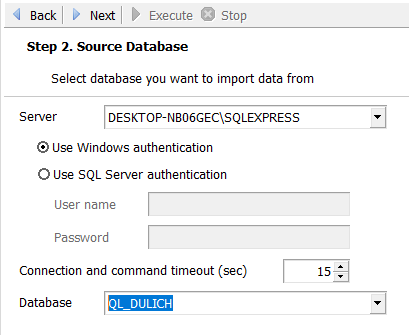 Back Next Execute Stop
Step 2. Source Database
Select database you want to import data from
Server DESKTOP-NB06GEC\SQLEXPRESS
Use Windows authentication
Use SQL Server authentication
User name
Password
Connection and command timeout (sec) 15
Database QL_DULICH